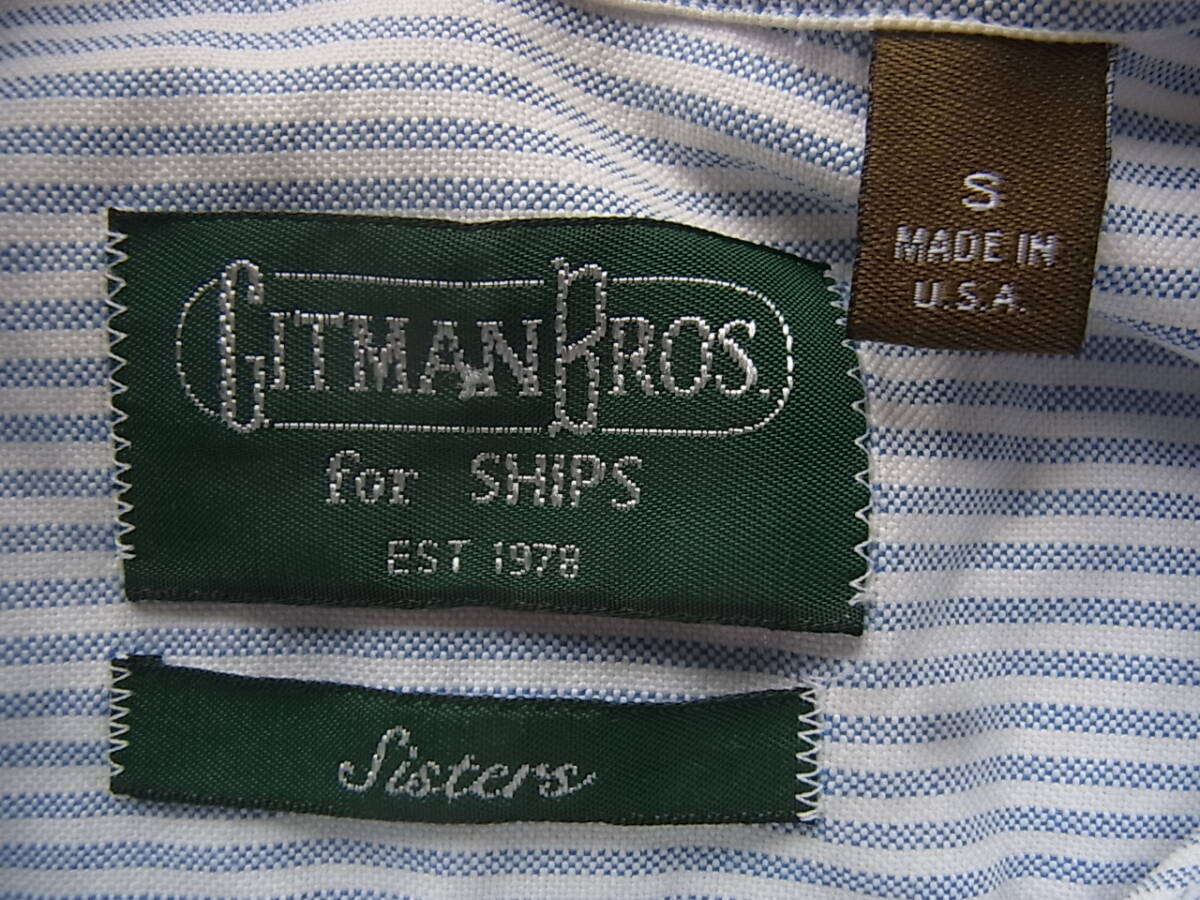 GITMAN BROS.
for SHIPS
EST 1978
Sisters
S
MADE IN
U.S.A.